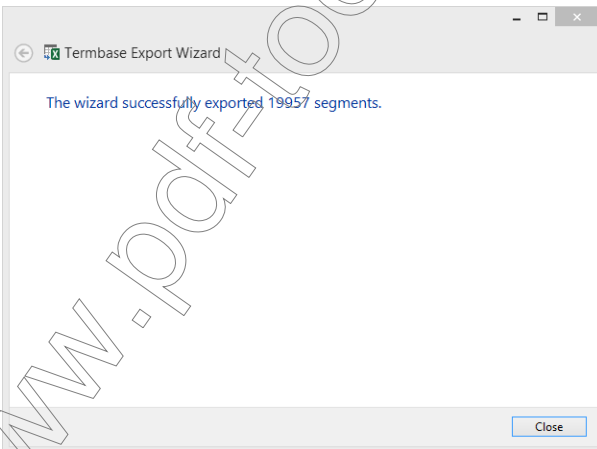 Termbase Export Wizard
The wizard successfully exported 19957 segments.
Close
www.pdf-too